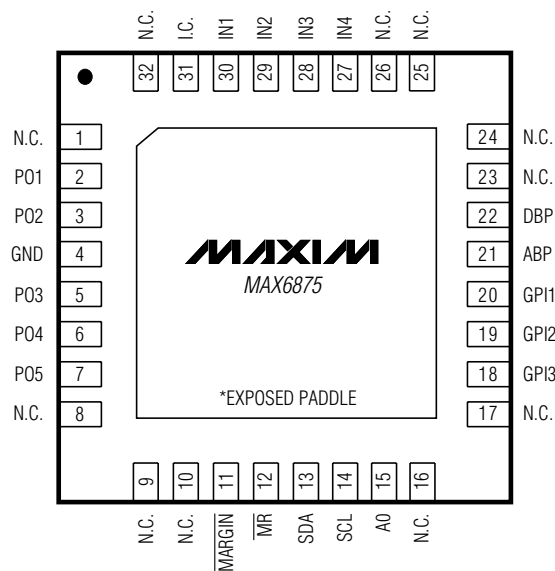 N.C.
I.C.
IN1
IN2
IN3
IN4
N.C.
N.C.
32
31
30
29
28
27
26
25
N.C. 1
PO1 2
PO2 3
GND 4
PO3 5
PO4 6
PO5 7
N.C. 8
24 N.C.
23 N.C.
22 DBP
21 ABP
20 GPI1
19 GPI2
18 GPI3
17 N.C.
MAXIM
MAX6875
*EXPOSED PADDLE
9
10
11
12
13
14
15
16
N.C.
N.C.
MARGIN
MR
SDA
SCL
A0
N.C.